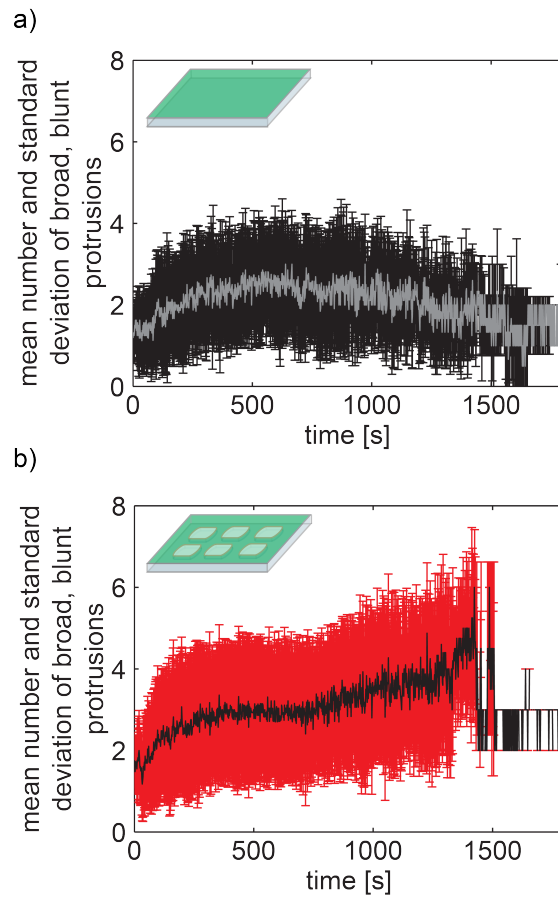 a)
mean number and standard
deviation of broad, blunt
protrusions
8
6
4
2
0
0 500 1000 1500
time [s]
b)
mean number and standard
deviation of broad, blunt
protrusions
8
6
4
2
0
0 500 1000 1500
time [s]